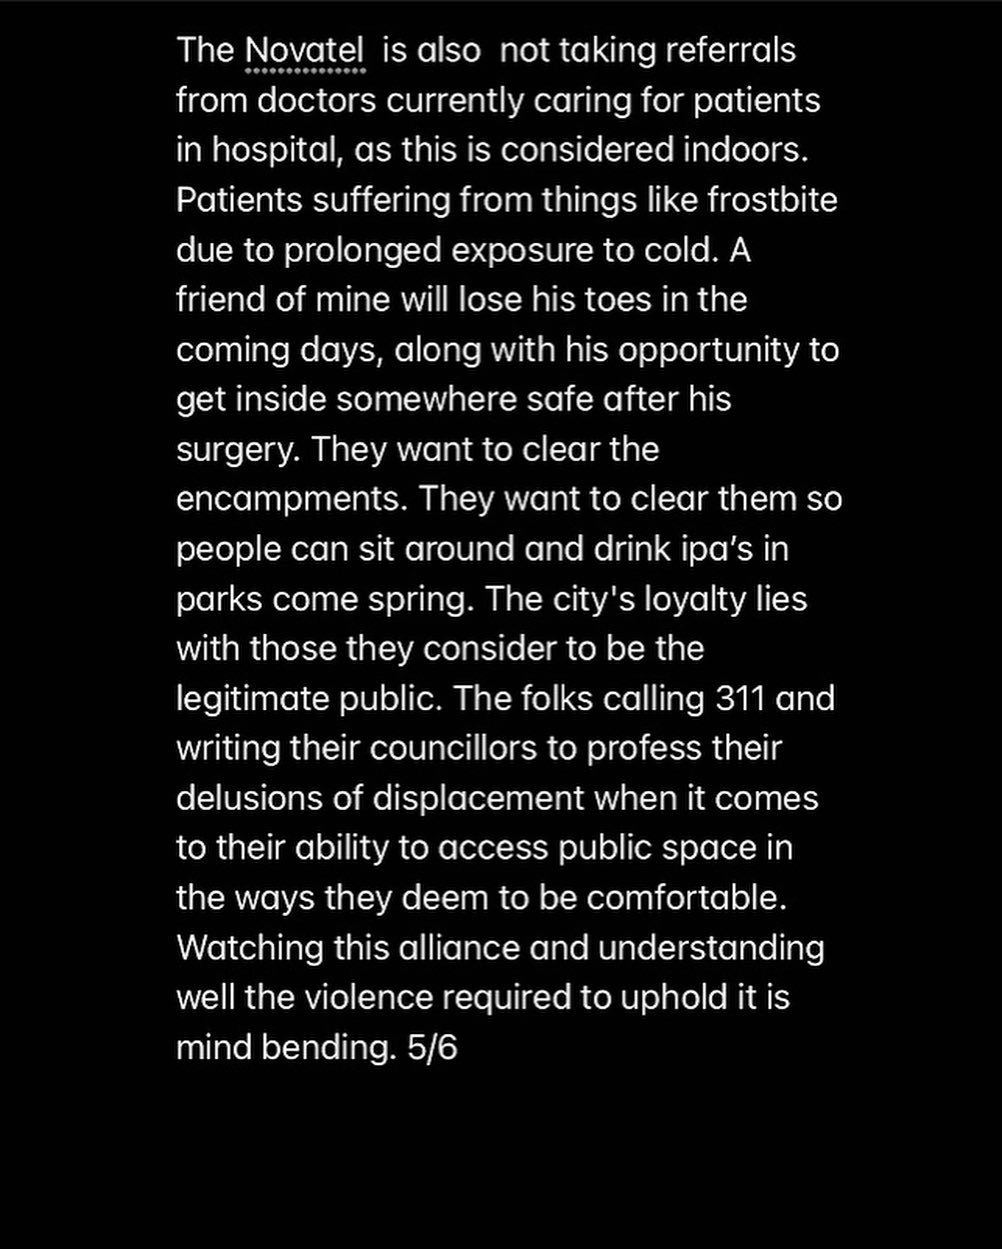 The Novatel  is also  not taking referrals
from doctors currently caring for patients
in hospital, as this is considered indoors.
Patients suffering from things like frostbite
due to prolonged exposure to cold. A
friend of mine will lose his toes in the
coming days, along with his opportunity to
get inside somewhere safe after his
surgery. They want to clear the
encampments. They want to clear them so
people can sit around and drink ipa’s in
parks come spring. The city's loyalty lies
with those they consider to be the
legitimate public. The folks calling 311 and
writing their councillors to profess their
delusions of displacement when it comes
to their ability to access public space in
the ways they deem to be comfortable.
Watching this alliance and understanding
well the violence required to uphold it is
mind bending. 5/6